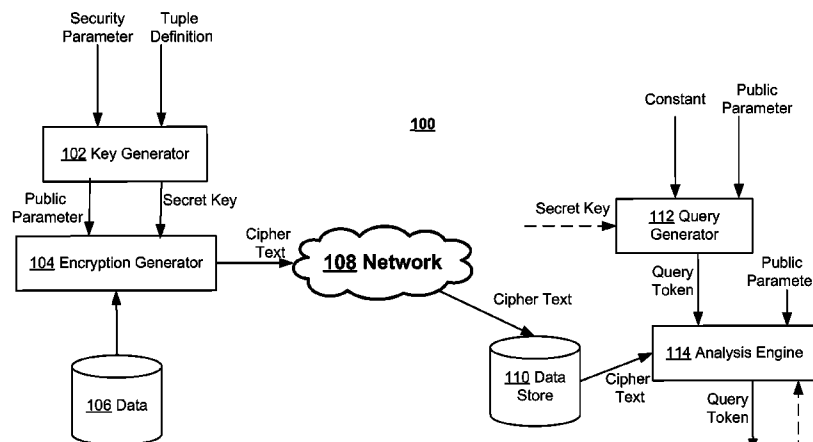 Security
Parameter
Tuple
Definition
102 Key Generator
Public
Parameter
Secret Key
104 Encryption Generator
106 Data
Cipher
Text
100
108 Network
Cipher Text
110 Data
Store
Cipher
Text
Constant
Public
Parameter
Secret Key
112 Query
Generator
Query
Token
Public
Paramete
114 Analysis Engine
Query
Token